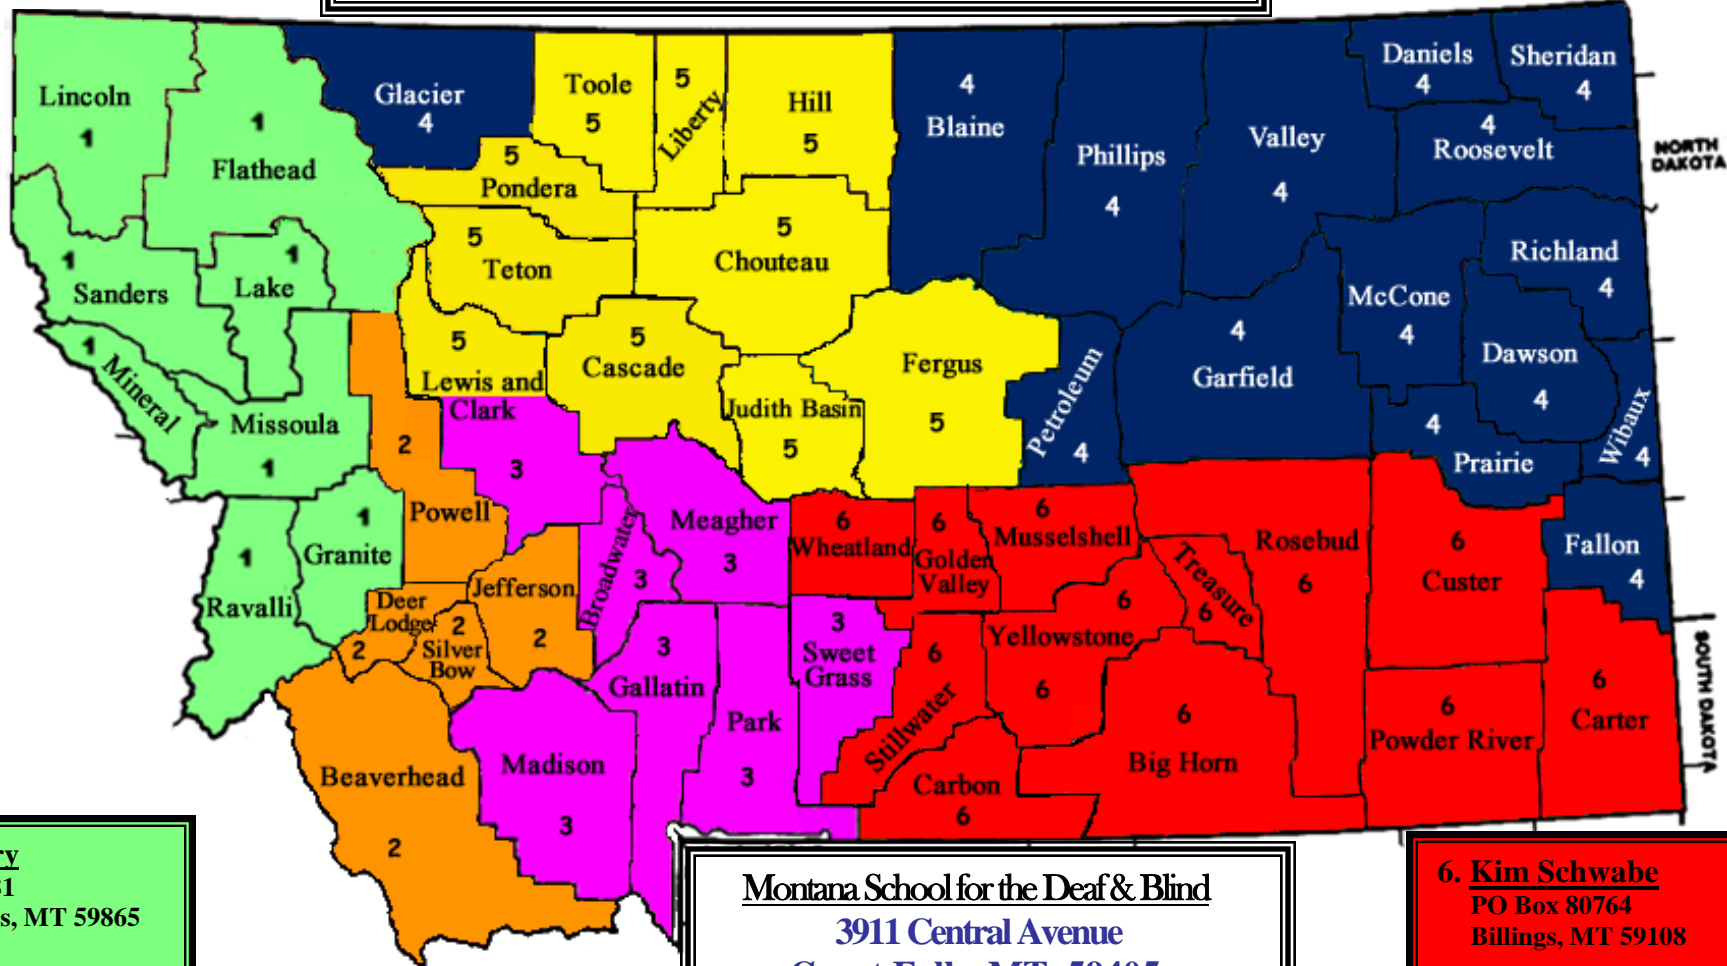 Lincoln
1
1
Flathead
Glacier
4
Toole
5
5
Liberty
Hill
5
4
Blaine
Phillips
4
Valley
4
Daniels
4
Sheridan
4
4
Roosevelt
NORTH
DAKOTA
5
Pondera
5
Teton
5
Chouteau
1
Sanders
1
Lake
1
Mineral
Missoula
1
5
Lewis and
Clark
3
5
Cascade
Judith Basin
5
Fergus
5
Petroleum
4
4
Garfield
McCone
4
Richland
4
Dawson
4
4
Prairie
Wibaux
4
2
Powell
1
Granite
1
Ravalli
Deer
Lodge
2
2
Silver
Bow
Jefferson
2
Broadwater
3
Meagher
3
6
Wheatland
6
Golden
Valley
6
Musselshell
6
Yellowstone
6
Treasure
6
Rosebud
6
6
Custer
Fallon
4
3
Gallatin
3
Sweet
Grass
6
Stillwater
Park
3
Madison
3
Beaverhead
2
Carbon
6
6
Big Horn
6
Powder River
6
Carter
SOUTH DAKOTA
s, MT 59865
Montana School for the Deaf & Blind
3911 Central Avenue
6. Kim Schwabe
PO Box 80764
Billings, MT 59108